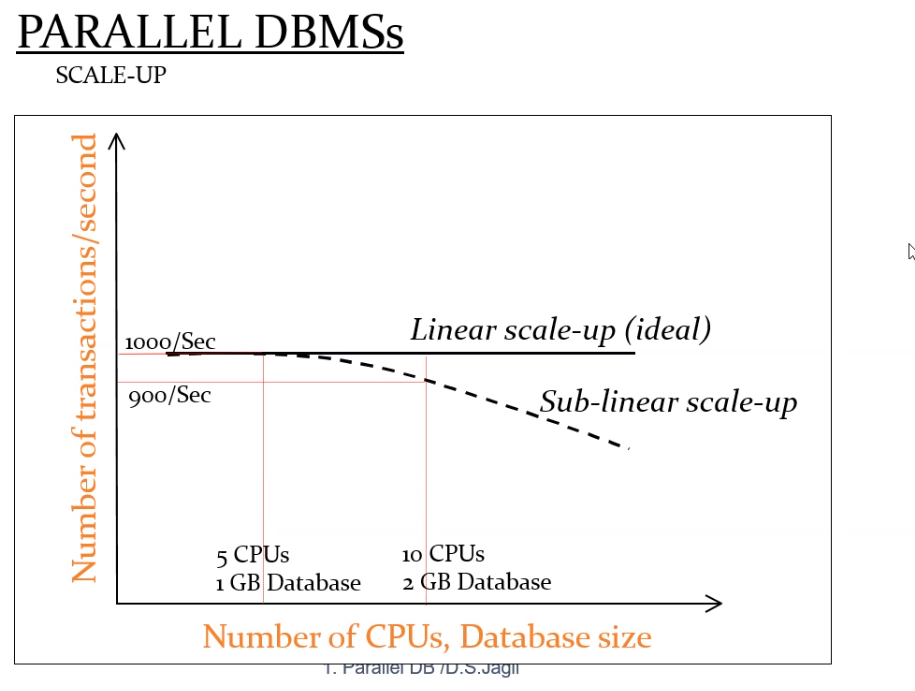 PARALLEL DBMSs
SCALE-UP
Number of transactions/second
1000/Sec
Linear scale-up (ideal)
900/Sec
Sub-linear scale-up
5 CPUs
1 GB Database
10 CPUs
2 GB Database
Number of CPUs, Database size
1. Parallel DB /D.S.Jagli